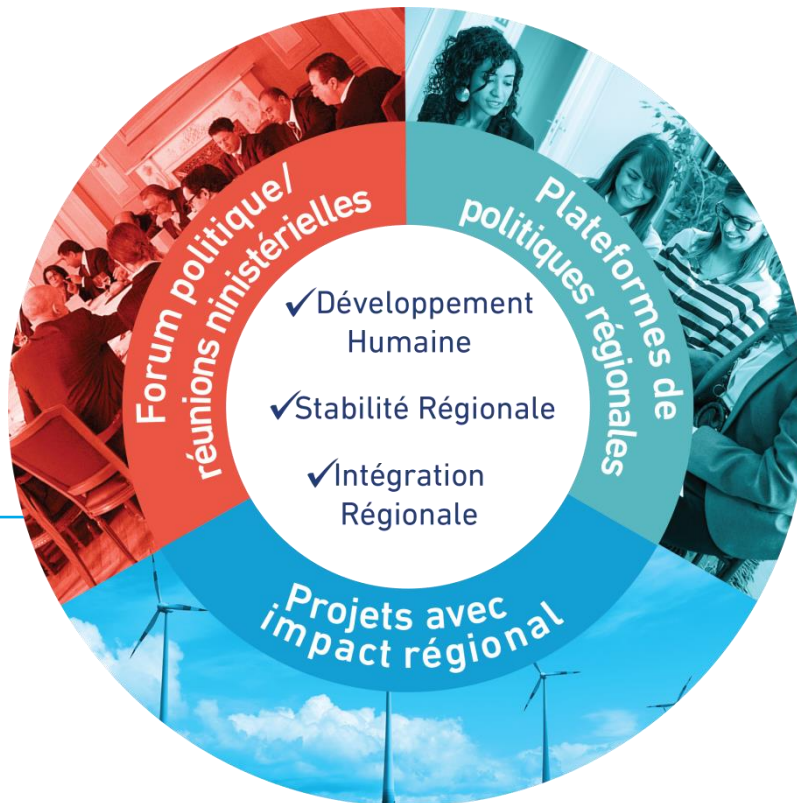 Forum politique/
réunions ninistérielles
Plateformes de
politiques régionales
✓Développement
Humaine
✓Stabilité Régionale
✓Intégration
Régionale
Projets avec
impact régional